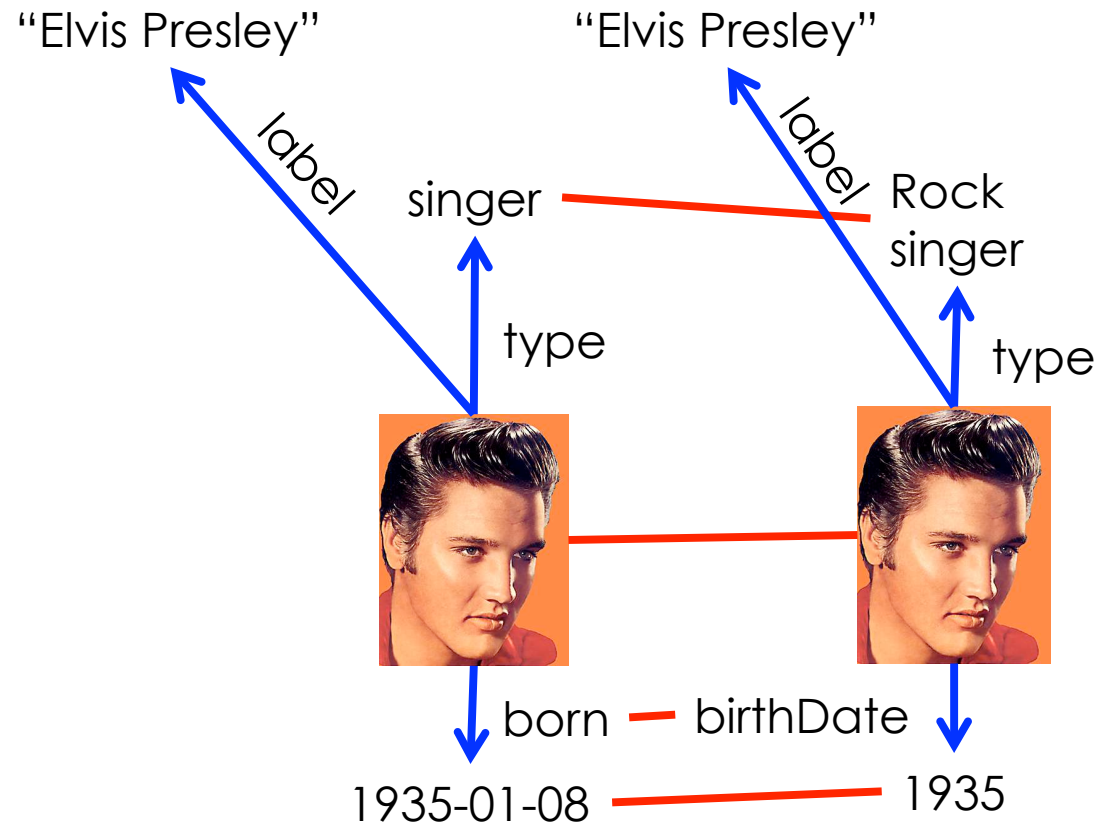 “Elvis Presley”
“Elvis Presley”
label
label
singer
Rock
singer
type
type
born
birthDate
1935-01-08
1935